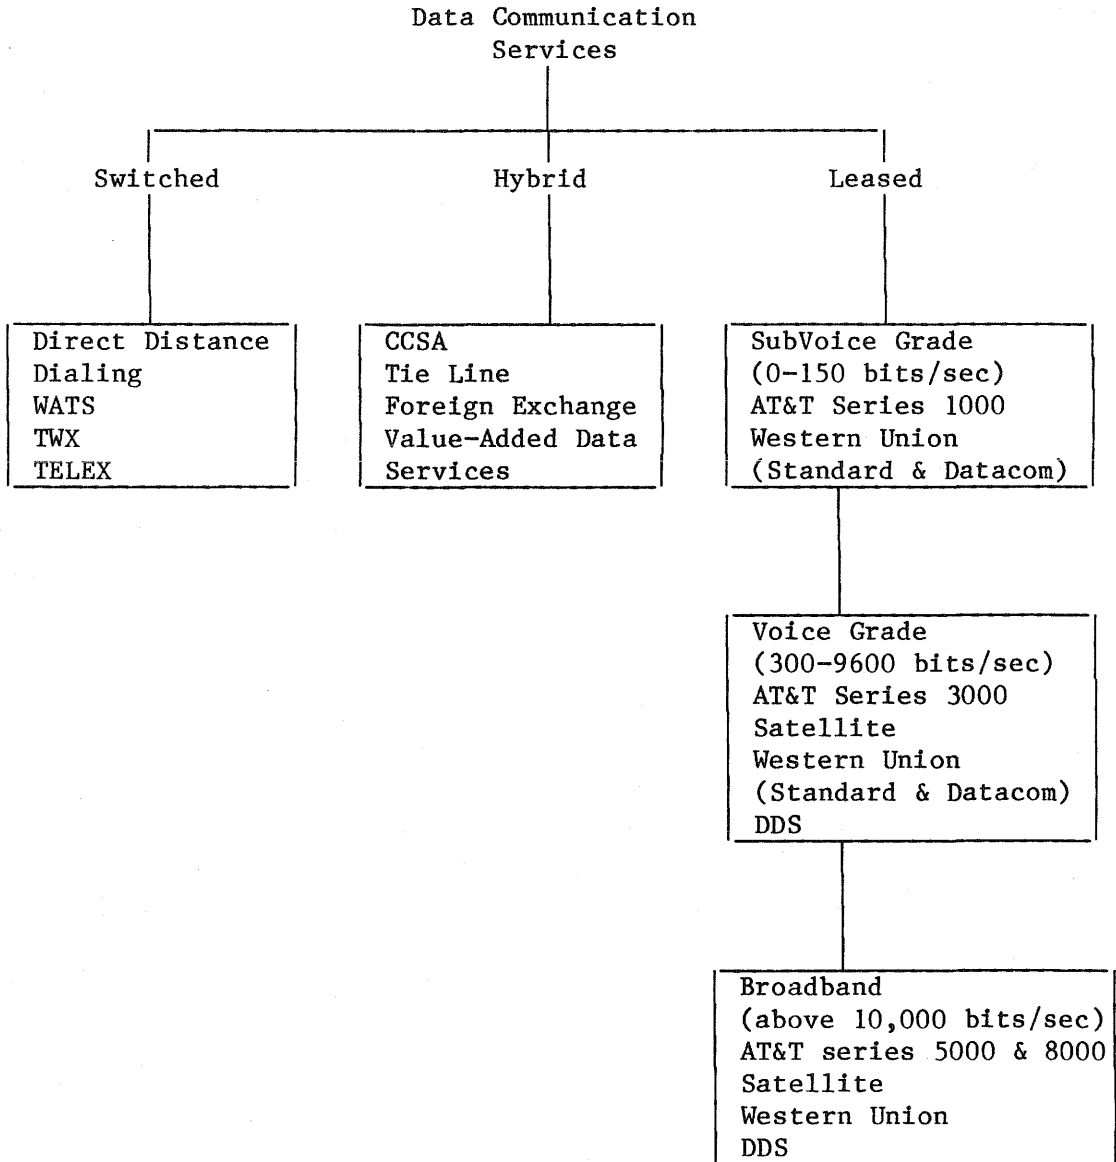 Data Communication
Services
Switched
Hybrid
Leased
Direct Distance
Dialing
WATS
TWX
TELEX
CCSA
Tie Line
Foreign Exchange
Value-Added Data
Services
SubVoice Grade
(0-150 bits/sec)
AT&T Series 1000
Western Union
(Standard & Datacom)
Voice Grade
(300-9600 bits/sec)
AT&T Series 3000
Satellite
Western Union
(Standard & Datacom)
DDS
Broadband
(above 10,000 bits/sec)
AT&T series 5000 & 8000
Satellite
Western Union
DDS